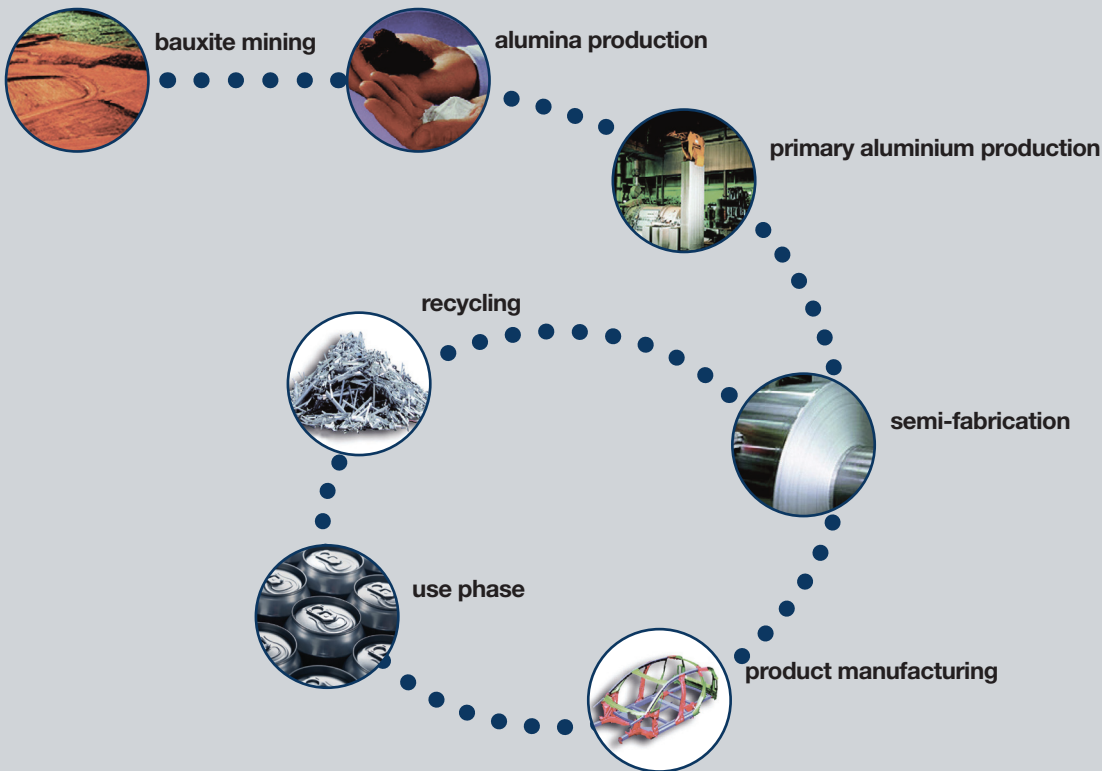 bauxite mining
alumina production
primary aluminium production
recycling
semi-fabrication
use phase
product manufacturing